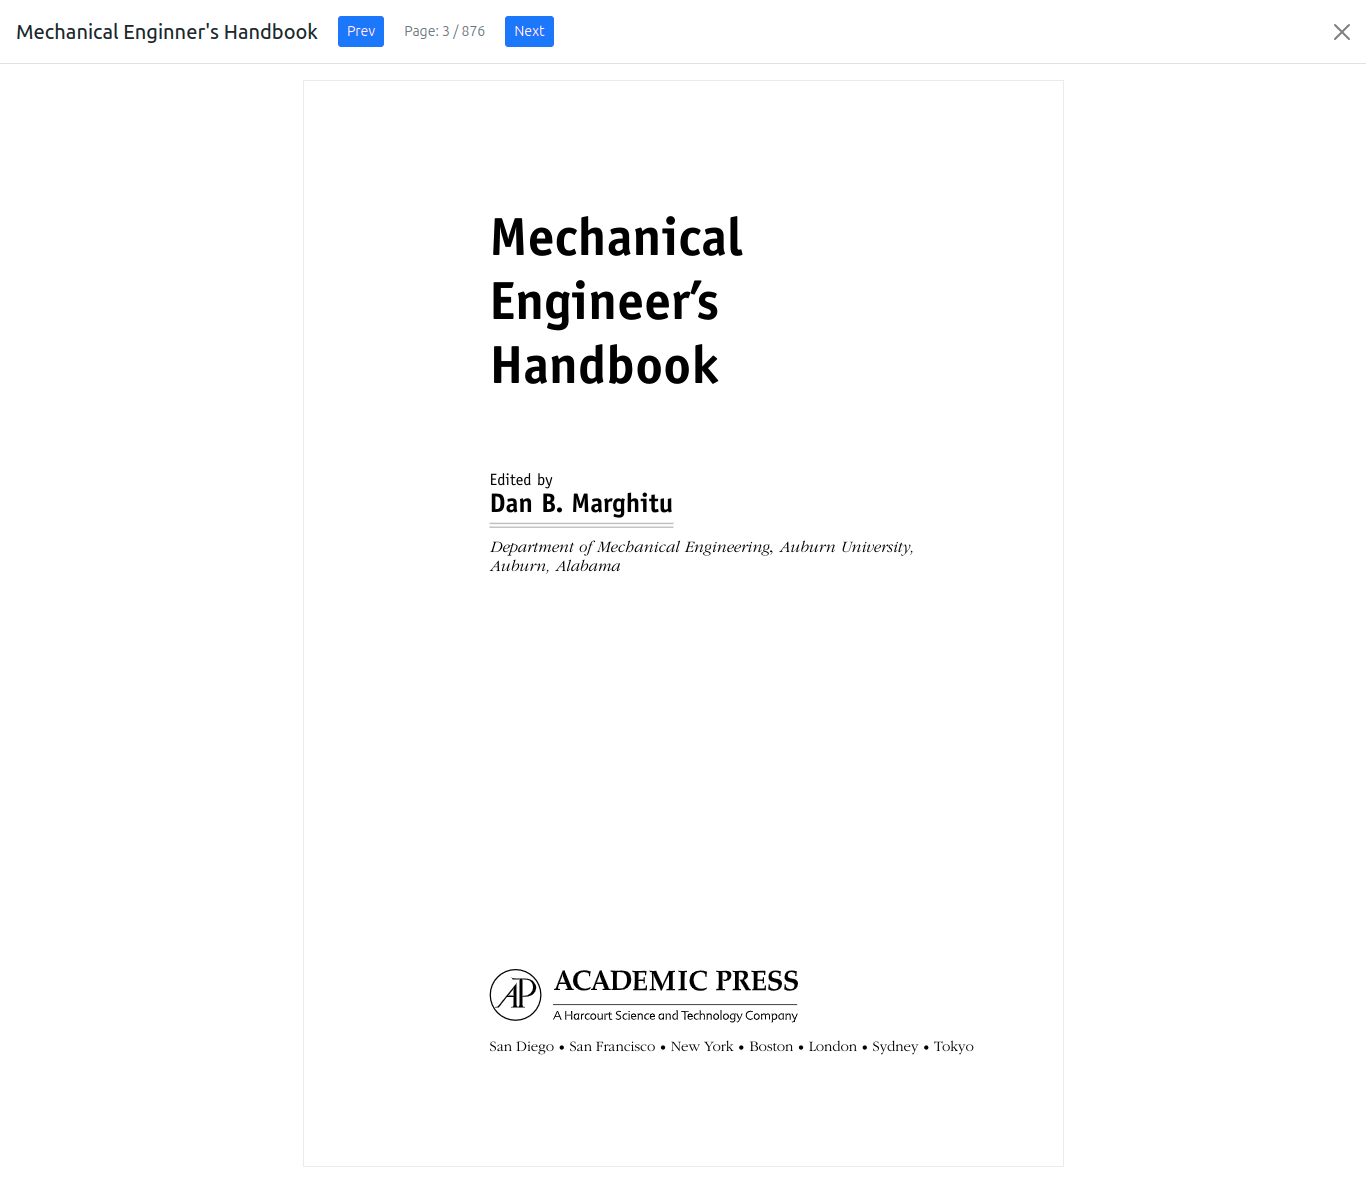 Mechanical Enginner's Handbook
Prev
Page: 3 / 876
Next
Mechanical
Engineer’s
Handbook
Edited by
Dan B. Marghitu
Department of Mechanical Engineering, Auburn University,
Auburn, Alabama
AP
ACADEMIC PRESS
A Harcourt Science and Technology Company
San Diego • San Francisco • New York • Boston • London • Sydney • Tokyo